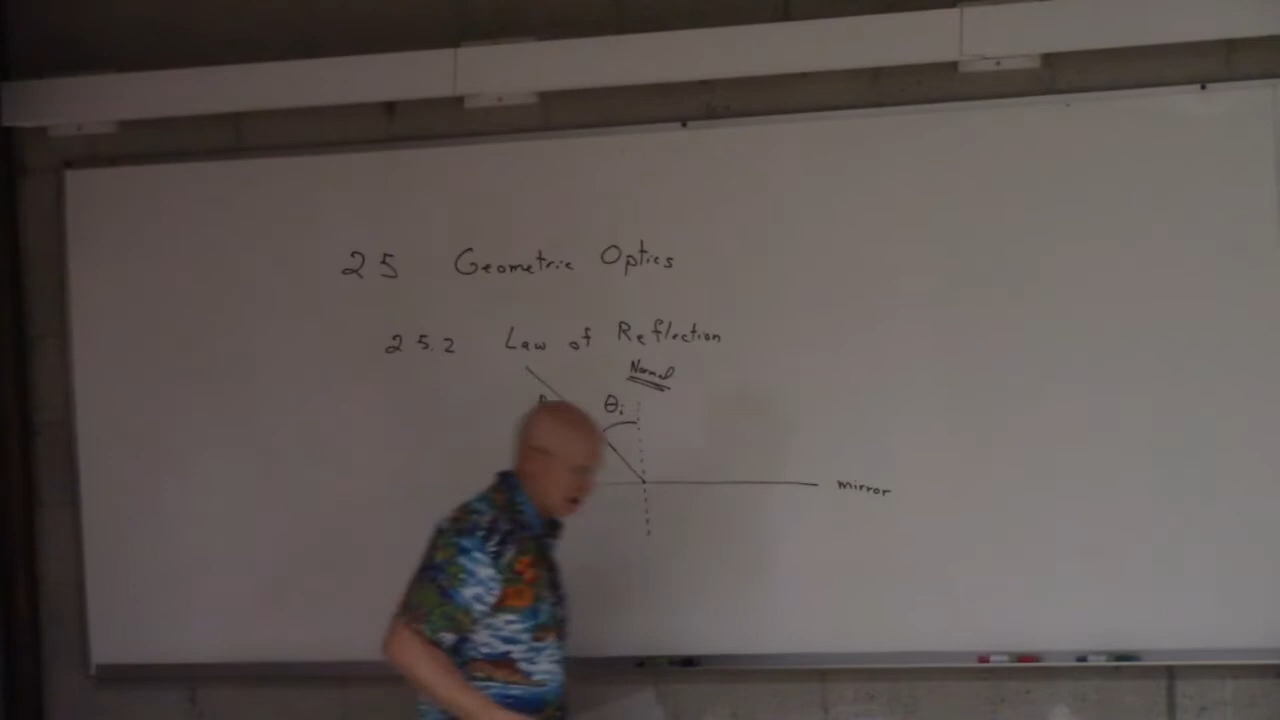 25 Geometric Optics
25.2 Law of Reflection
Normal
θi
mirror